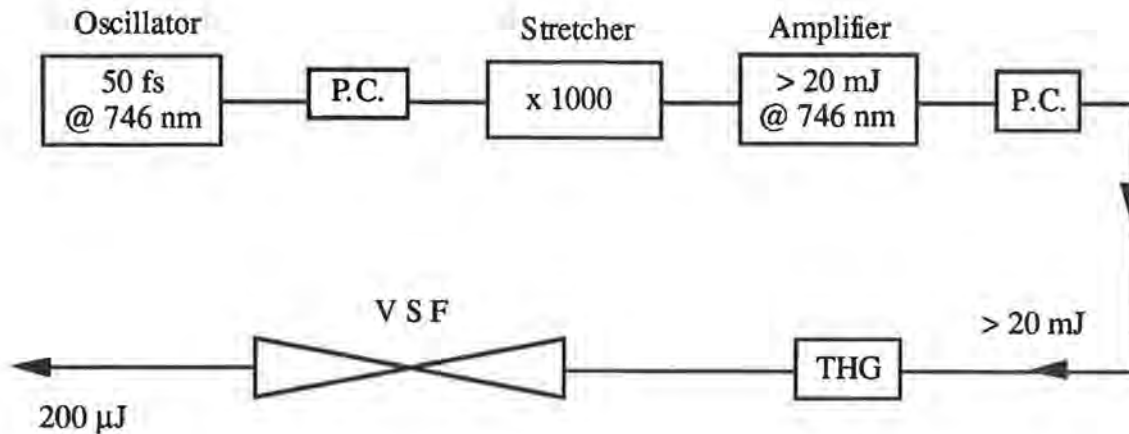 Oscillator
Stretcher
Amplifier
50 fs
@ 746 nm
P.C.
x 1000
> 20 mJ
@ 746 nm
P.C.
V S F
> 20 mJ
THG
200 µJ